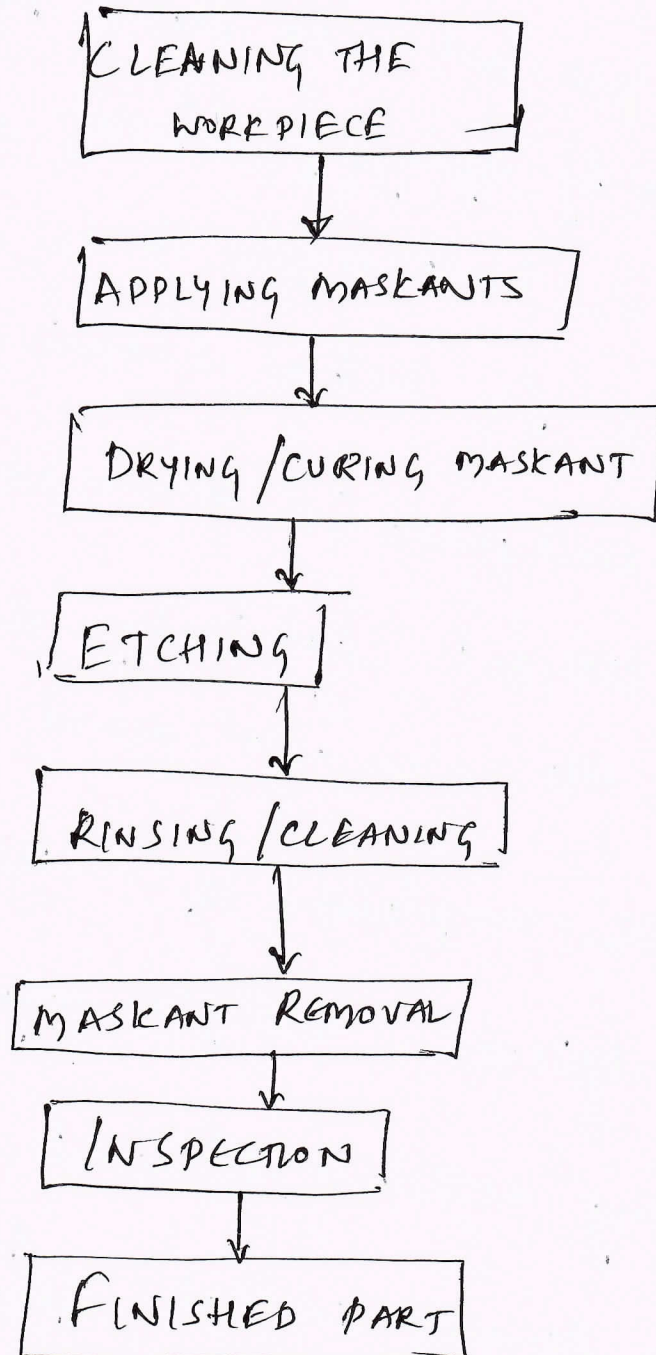 CLEANING THE
WORKPIECE
APPLYING MASKANTS
DRYING/CURING MASKANT
ETCHING
RINSING/CLEANING
MASKANT REMOVAL
INSPECTION
FINISHED PART